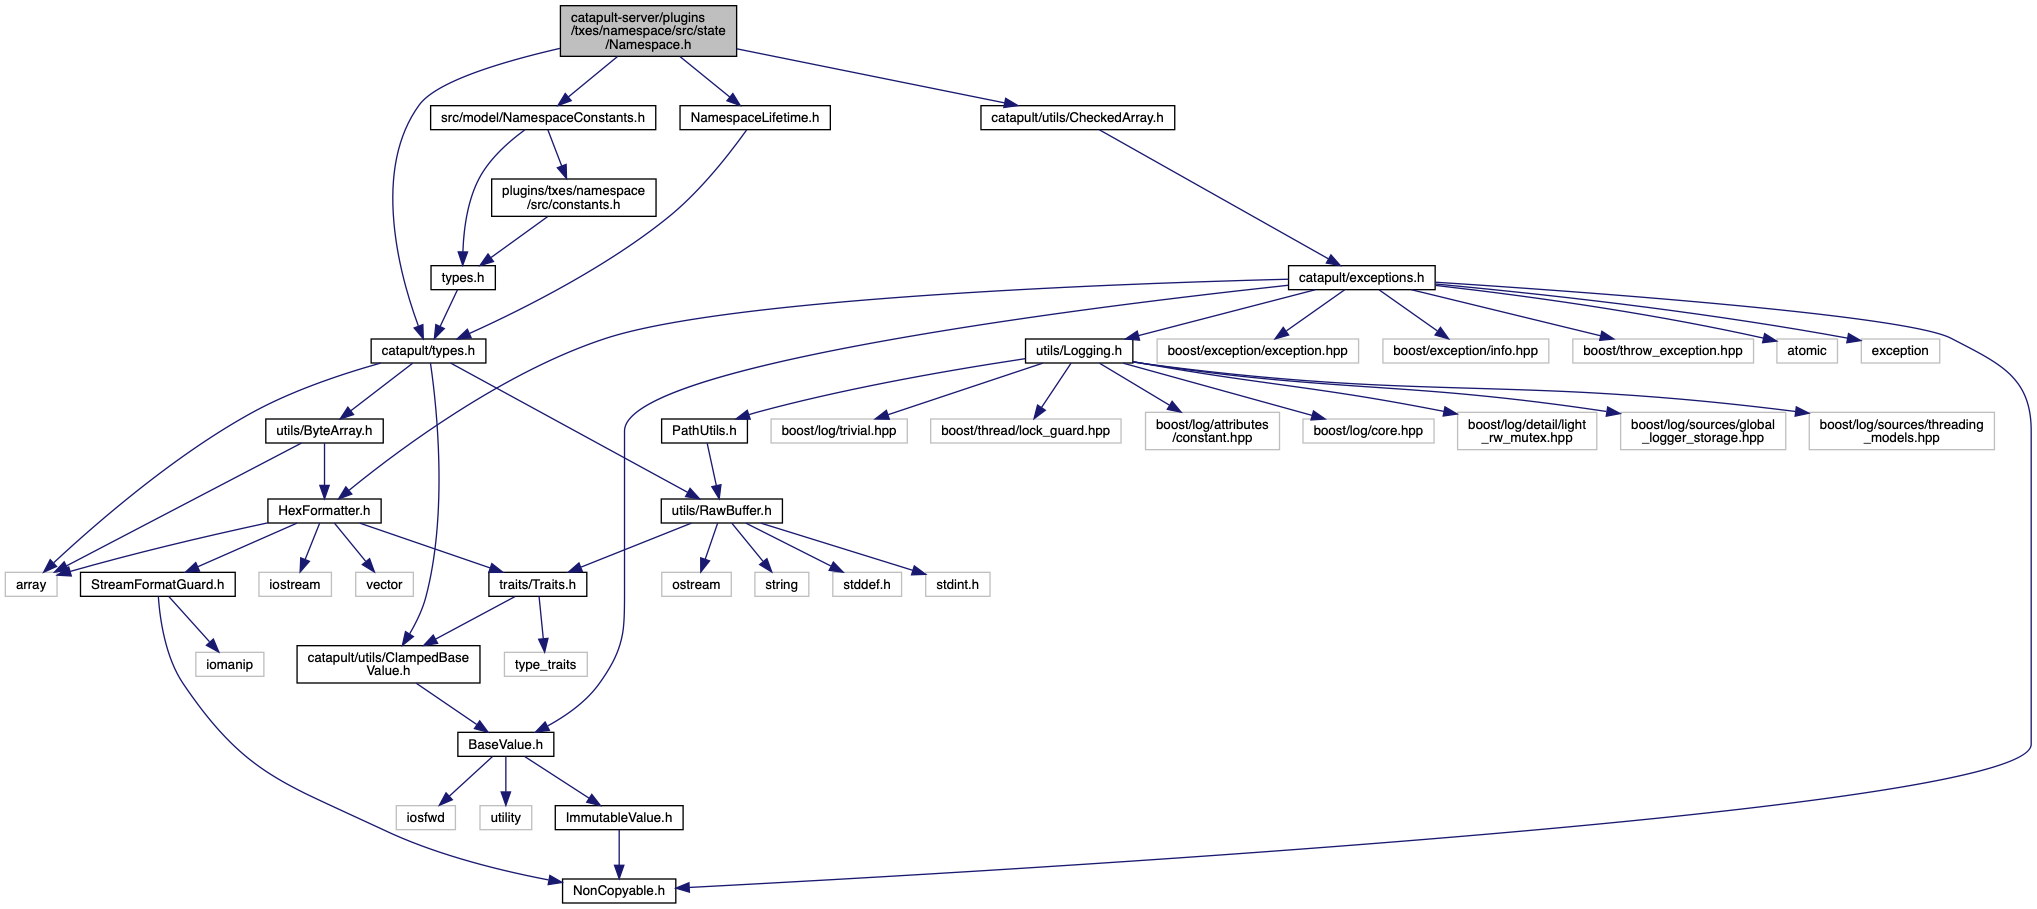 catapult-server/plugins
/txes/namespace/src/state
/Namespace.h
src/model/NamespaceConstants.h
NamespaceLifetime.h
catapult/utils/CheckedArray.h
plugins/txes/namespace
/src/constants.h
types.h
catapult/exceptions.h
catapult/types.h
utils/Logging.h
boost/exception/exception.hpp
boost/exception/info.hpp
boost/throw_exception.hpp
atomic
exception
utils/ByteArray.h
PathUtils.h
boost/log/trivial.hpp
boost/thread/lock_guard.hpp
boost/log/attributes
/constant.hpp
boost/log/core.hpp
boost/log/detail/light
_rw_mutex.hpp
boost/log/sources/global
_logger_storage.hpp
boost/log/sources/threading
_models.hpp
HexFormatter.h
utils/RawBuffer.h
array
StreamFormatGuard.h
iostream
vector
traits/Traits.h
ostream
string
stddef.h
stdint.h
iomanip
catapult/utils/ClampedBase
Value.h
type_traits
BaseValue.h
iosfwd
utility
ImmutableValue.h
NonCopyable.h